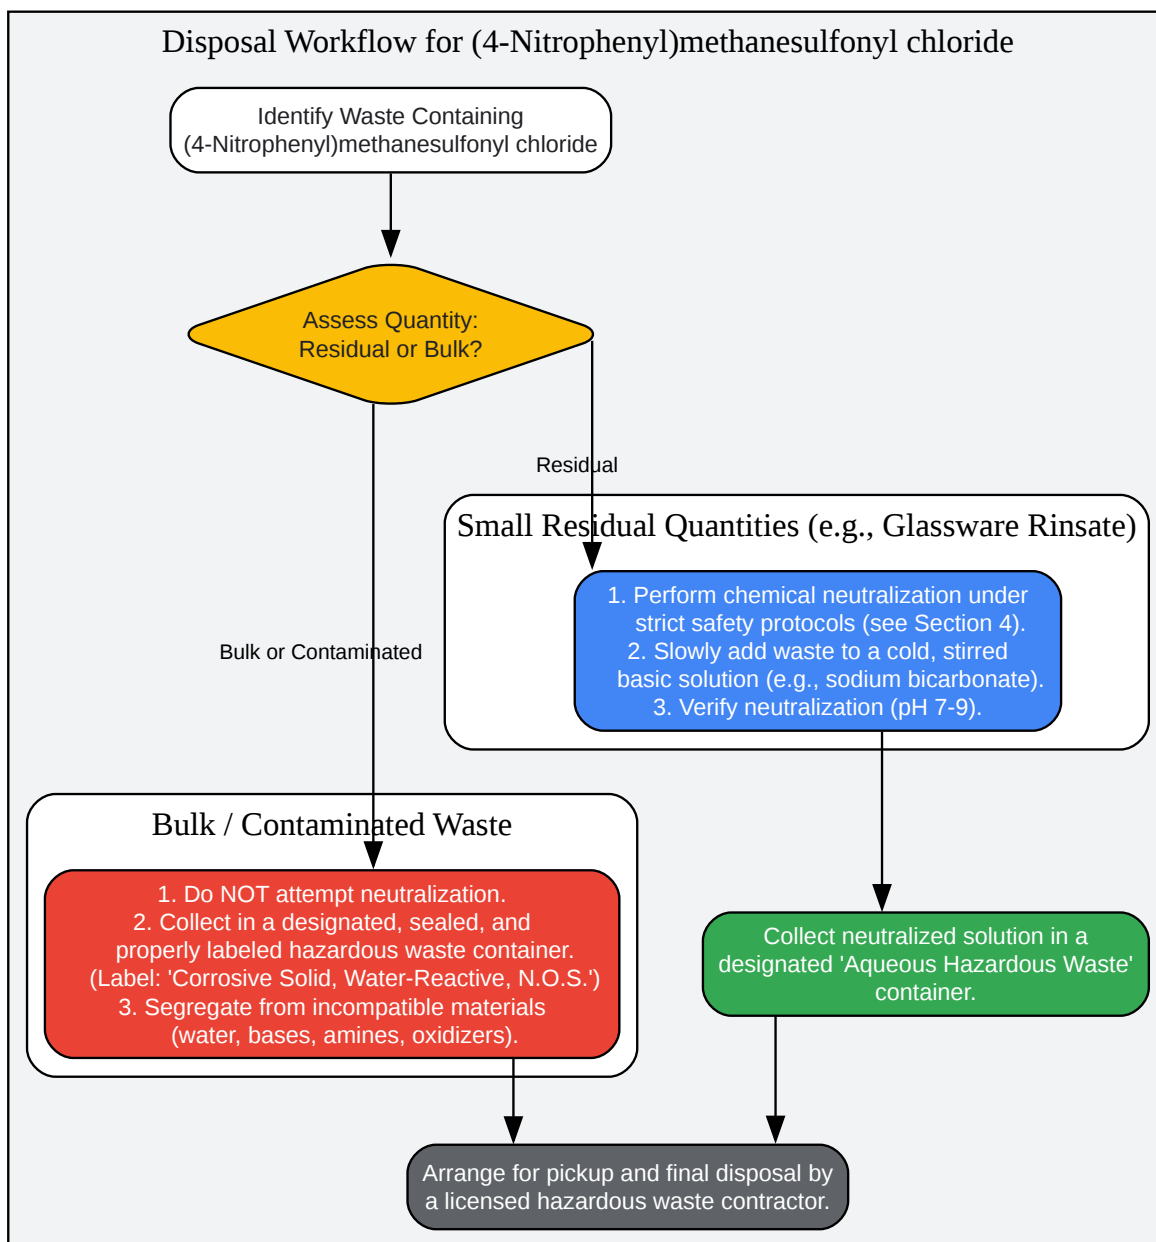 Disposal Workflow for (4-Nitrophenyl)methanesulfonyl chloride
Identify Waste Containing
(4-Nitrophenyl)methanesulfonyl chloride
Assess Quantity:
Residual or Bulk?
Residual
Small Residual Quantities (e.g., Glassware Rinsate)
1. Perform chemical neutralization under
strict safety protocols (see Section 4).
2. Slowly add waste to a cold, stirred
basic solution (e.g., sodium bicarbonate).
3. Verify neutralization (pH 7-9).
Bulk or Contaminated
Bulk / Contaminated Waste
1. Do NOT attempt neutralization.
2. Collect in a designated, sealed, and
properly labeled hazardous waste container.
(Label: 'Corrosive Solid, Water-Reactive, N.O.S.')
3. Segregate from incompatible materials
(water, bases, amines, oxidizers).
Collect neutralized solution in a
designated 'Aqueous Hazardous Waste'
container.
Arrange for pickup and final disposal by
a licensed hazardous waste contractor.